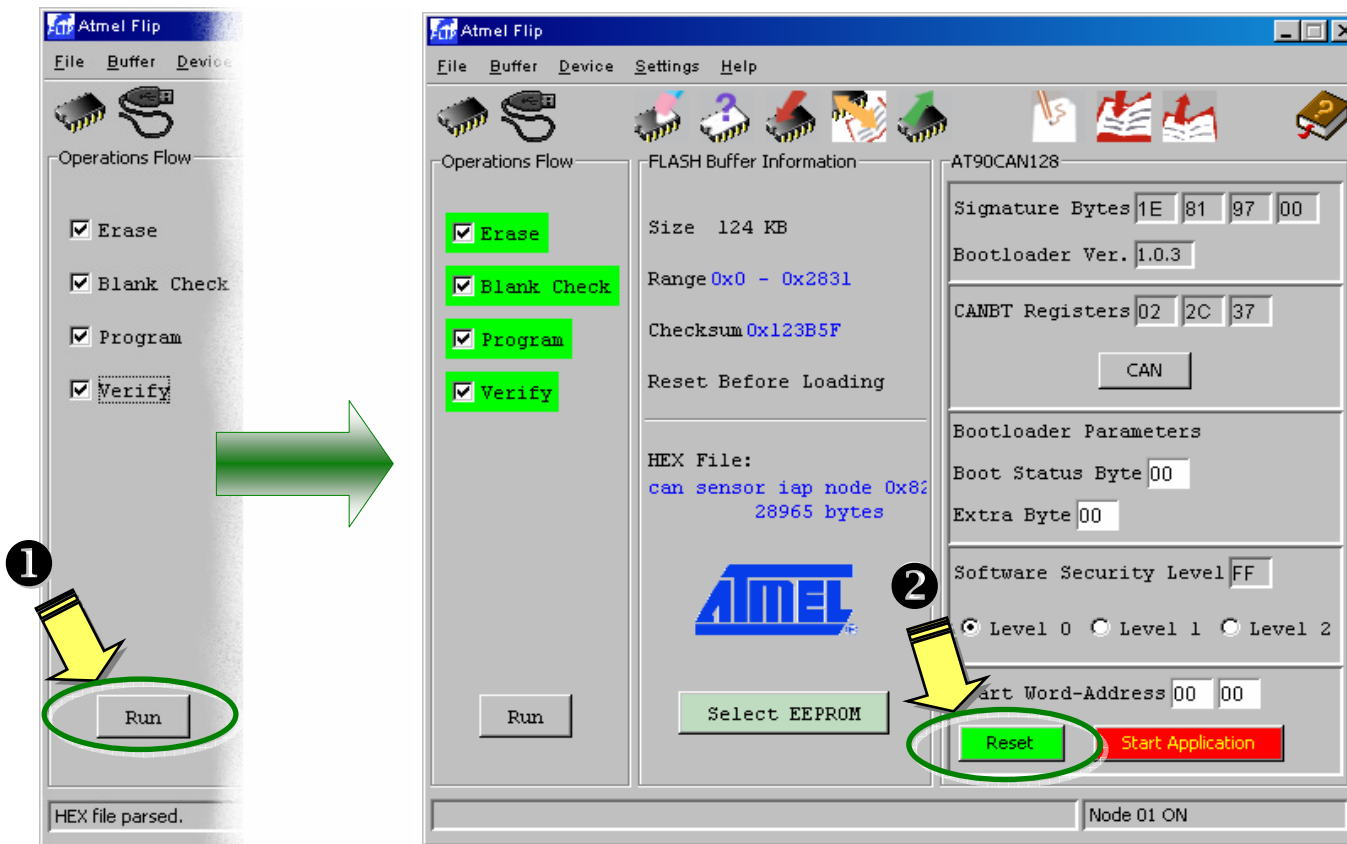 Atmel Flip
File Buffer Device
Operations Flow
Erase
Blank Check
Program
Verify
1
Run
HEX file parsed.
Atmel Flip
File Buffer Device Settings Help
Operations Flow
Erase
Blank Check
Program
Verify
Run
FLASH Buffer Information
Size 124 KB
Range 0x0 - 0x2831
Checksum 0x123B5F
Reset Before Loading
HEX File:
can sensor iap node 0x82
28965 bytes
ATMEL
Select EEPROM
AT90CAN128
Signature Bytes 1E 81 97 00
Bootloader Ver. 1.0.3
CANBT Registers 02 2C 37
CAN
Bootloader Parameters
Boot Status Byte 00
Extra Byte 00
Software Security Level FF
2
Level 0 Level 1 Level 2
art Word-Address 00 00
Reset Start Application
Node 01 ON